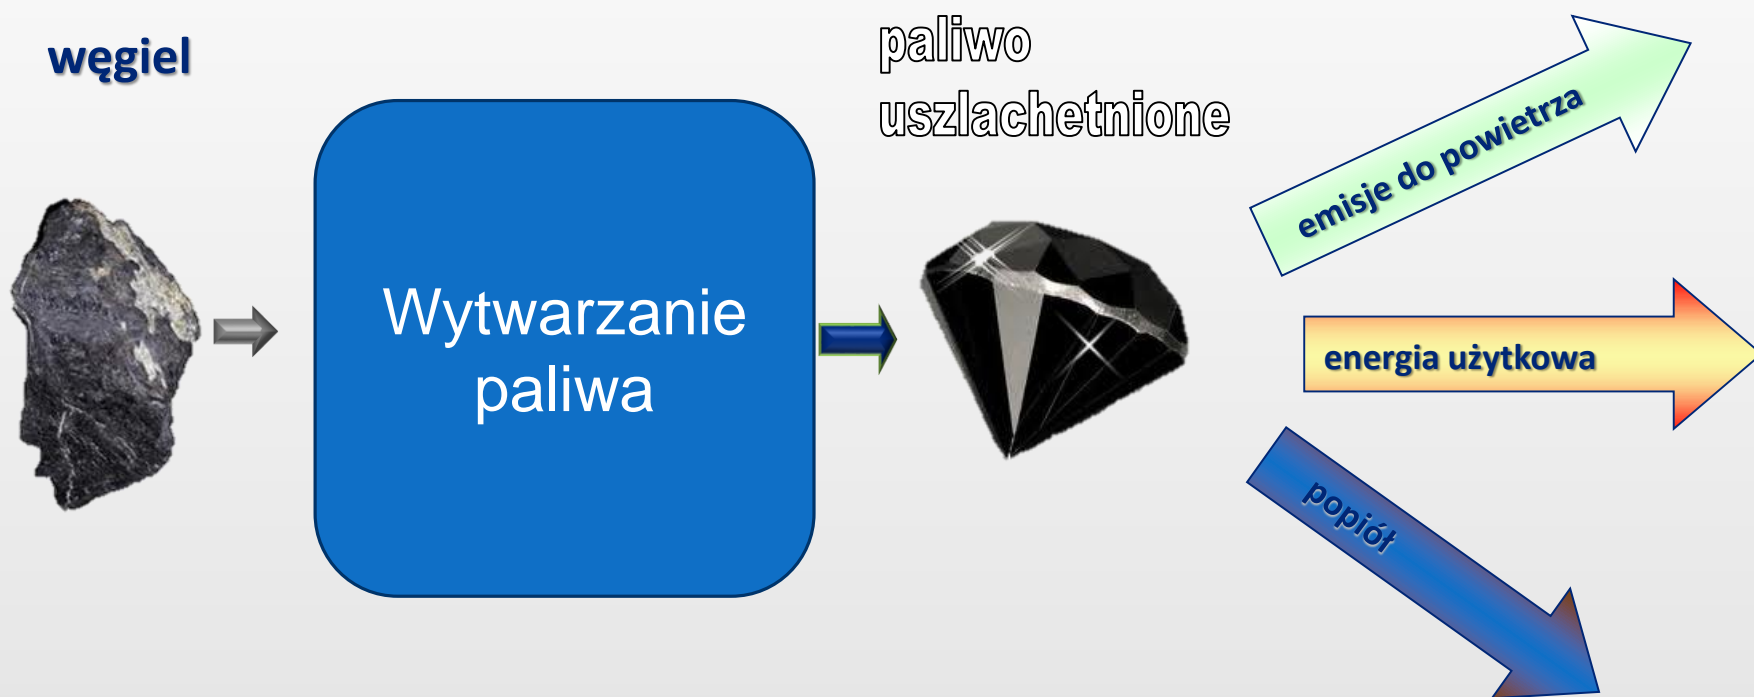 węgiel
Wytwarzanie
paliwa
paliwo
uszlachetnione
emisje do powietrza
energia użytkowa
popiół